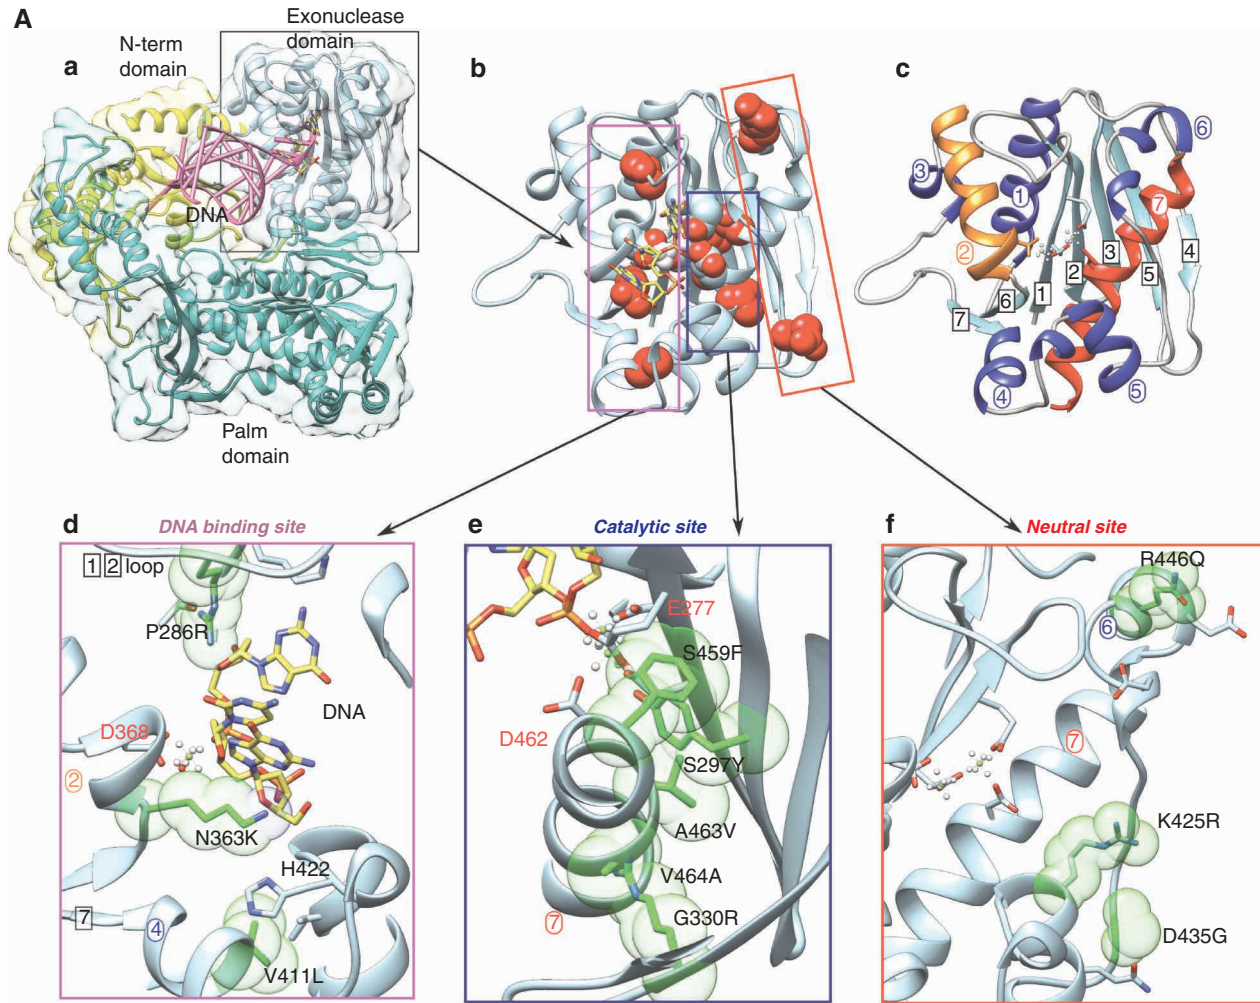 A
a
N-term
domain
Exonuclease
domain
DNA
Palm
domain
b
c
3
2
1
6
7
7
6
1
2
3
5
4
4
5
d
DNA binding site
1 2 loop
P286R
DNA
D368
2
N363K
H422
7
4
V411L
e
Catalytic site
E277
S459F
D462
S297Y
A463V
V464A
7
G330R
f
Neutral site
R446Q
6
7
K425R
D435G